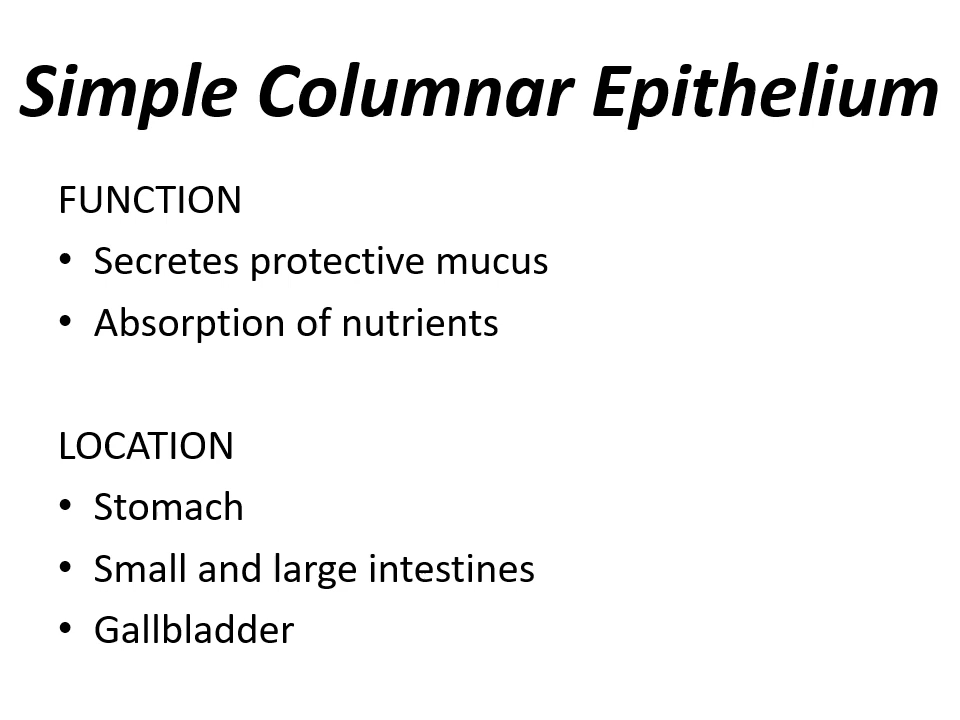 Simple Columnar Epithelium
FUNCTION
• Secretes protective mucus
• Absorption of nutrients
LOCATION
• Stomach
• Small and large intestines
• Gallbladder